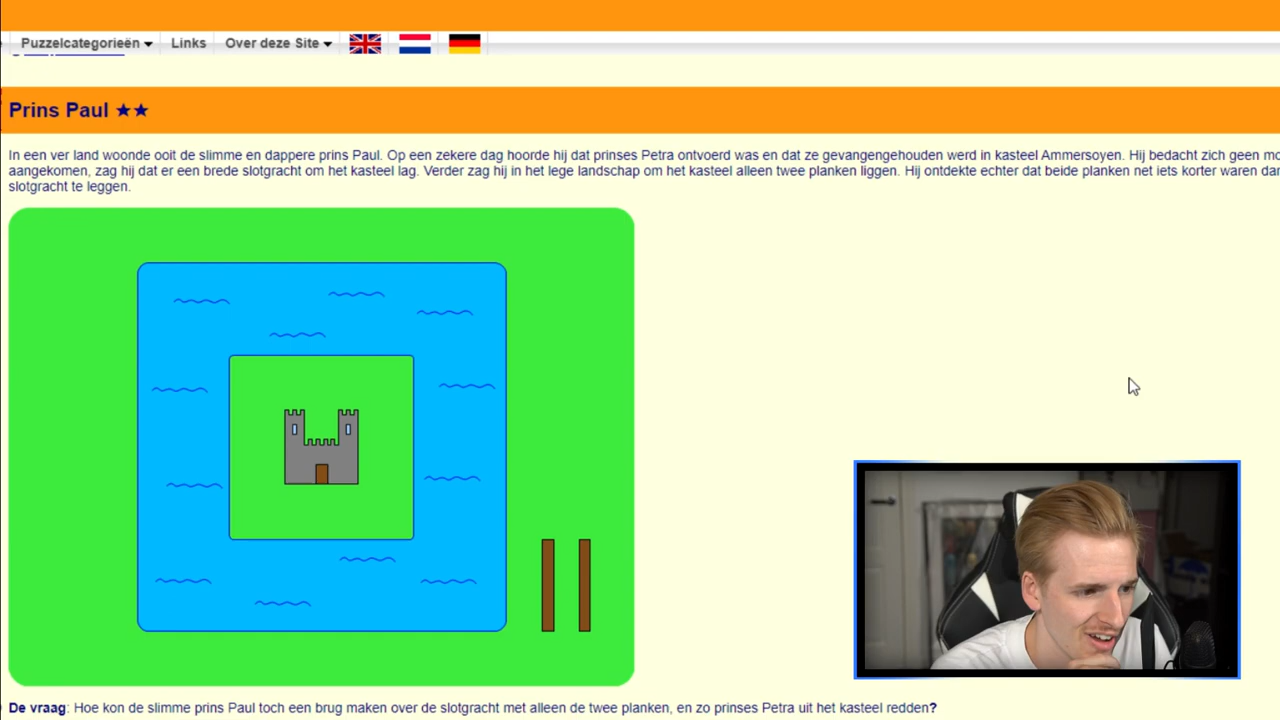 Puzzelcategorieën Links Over deze Site
Prins Paul ★★
In een ver land woonde ooit de slimme en dappere prins Paul. Op een zekere dag hoorde hij dat prinses Petra ontvoerd was en dat ze gevangengehouden werd in kasteel Ammersoyen. Hij bedacht zich geen
aangekomen, zag hij dat er een brede slotgracht om het kasteel lag. Verder zag hij in het lege landschap om het kasteel alleen twee planken liggen. Hij ontdekte echter dat beide planken net iets korter waren
slotgracht te leggen.
De vraag: Hoe kon de slimme prins Paul toch een brug maken over de slotgracht met alleen de twee planken, en zo prinses Petra uit het kasteel redden?